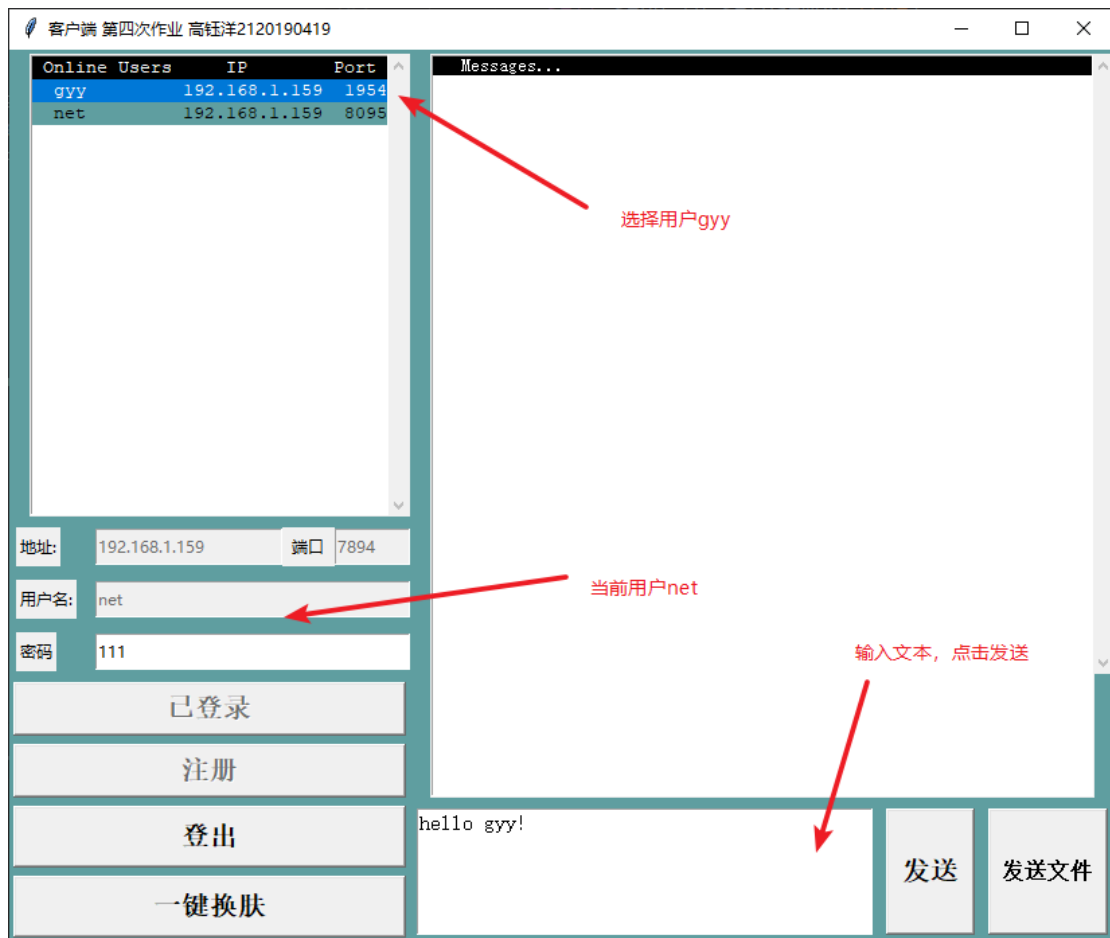 客户端 第四次作业 高钰洋2120190419
Online Users IP Port
gyy 192.168.1.159 1954
net 192.168.1.159 8095
Messages...
选择用户gyy
地址: 192.168.1.159 端口 7894
用户名: net
当前用户net
密码 111
输入文本，点击发送
已登录
注册
登出
一键换肤
hello gyy!
发送
发送文件